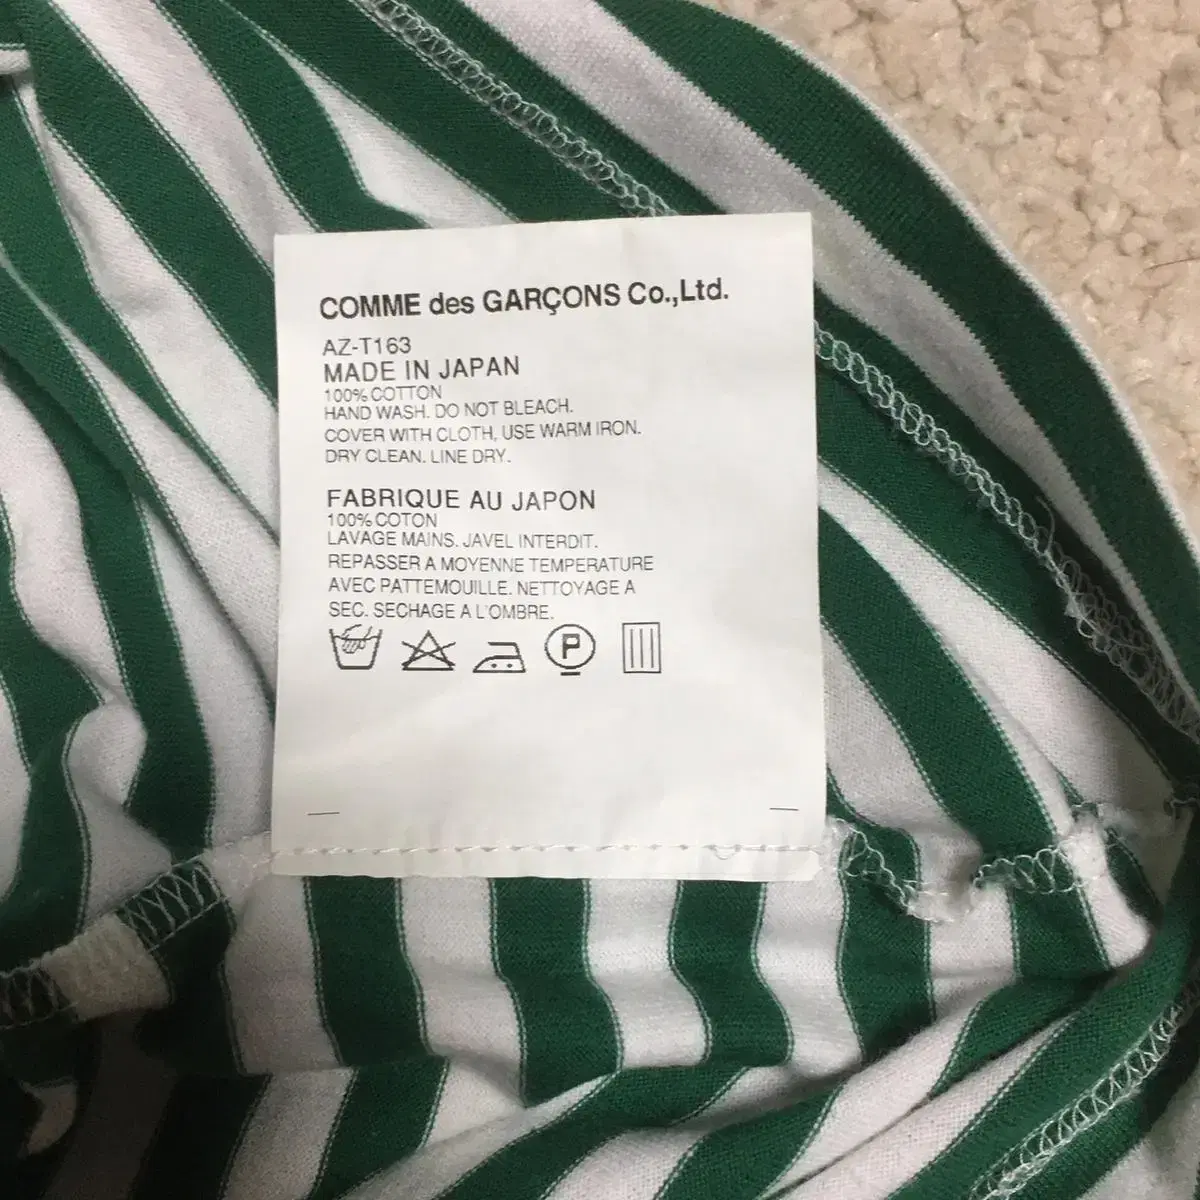 COMME des GARÇONS Co.,Ltd.
AZ-T163
MADE IN JAPAN
100% COTTON
HAND WASH. DO NOT BLEACH.
COVER WITH CLOTH, USE WARM IRON.
DRY CLEAN. LINE DRY.
FABRIQUE AU JAPON
100% COTON
LAVAGE MAINS. JAVEL INTERDIT.
REPASSER A MOYENNE TEMPERATURE
AVEC PATTEMOUILLE. NETTOYAGE A
SEC. SECHAGE A L'OMBRE.
P